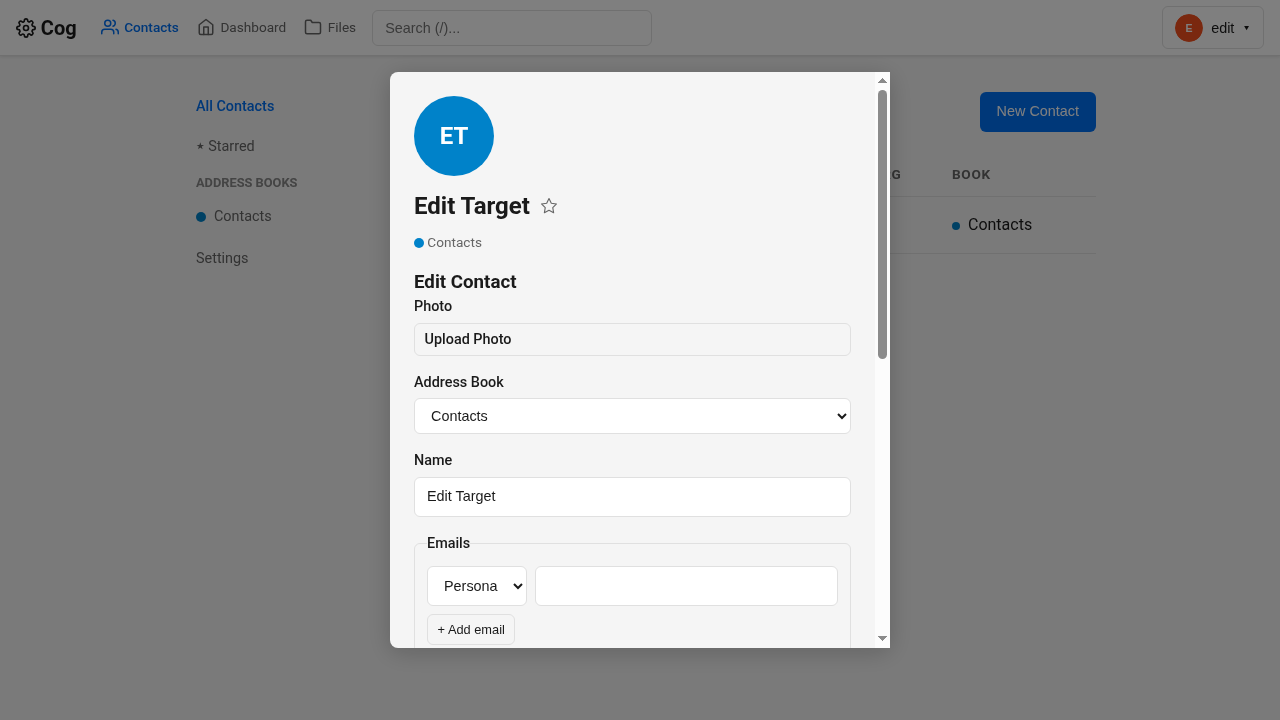 Cog
Contacts
Dashboard
Files
Search (/)...
E
edit
All Contacts
★ Starred
ADDRESS BOOKS
Contacts
Settings
New Contact
G
BOOK
Contacts
ET
Edit Target
Contacts
Edit Contact
Photo
Upload Photo
Address Book
Contacts
Name
Edit Target
Emails
Persona
+ Add email